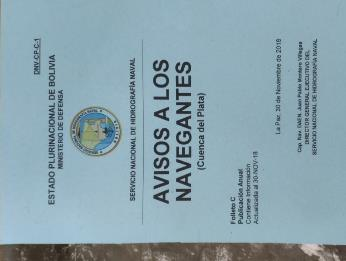 DNV-CP-C-1
ESTADO PLURINACIONAL DE BOLIVIA
MINISTERIO DE DEFENSA
SERVICIO NACIONAL DE HIDROGRAFÍA NAVAL
AVISOS A LOS
NAVEGANTES
(Cuenca del Plata)
Folleto C
Publicación Anual
Contiene Información
Actualizada al 30-NOV-18
La Paz, 30 de Noviembre de 2018
Cap. Nav. DAEN. Juan Pablo Montero Villegas
DIRECTOR GENERAL EJECUTIVO DEL
SERVICIO NACIONAL DE HIDROGRAFÍA NAVAL